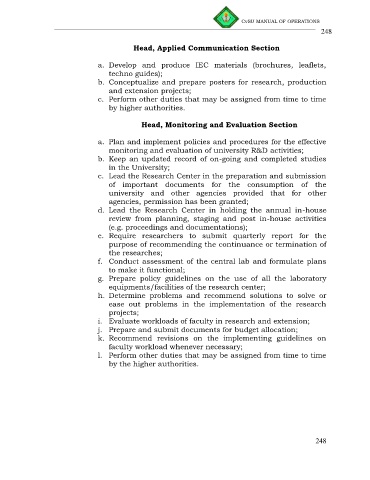 CvSU MANUAL OF OPERATIONS
248
Head, Applied Communication Section
a. Develop and produce IEC materials (brochures, leaflets,
techno guides);
b. Conceptualize and prepare posters for research, production
and extension projects;
c. Perform other duties that may be assigned from time to time
by higher authorities.
Head, Monitoring and Evaluation Section
a. Plan and implement policies and procedures for the effective
monitoring and evaluation of university R&D activities;
b. Keep an updated record of on-going and completed studies
in the University;
c. Lead the Research Center in the preparation and submission
of important documents for the consumption of the
university and other agencies provided that for other
agencies, permission has been granted;
d. Lead the Research Center in holding the annual in-house
review from planning, staging and post in-house activities
(e.g. proceedings and documentations);
e. Require researchers to submit quarterly report for the
purpose of recommending the continuance or termination of
the researches;
f. Conduct assessment of the central lab and formulate plans
to make it functional;
g. Prepare policy guidelines on the use of all the laboratory
equipments/facilities of the research center;
h. Determine problems and recommend solutions to solve or
ease out problems in the implementation of the research
projects;
i. Evaluate workloads of faculty in research and extension;
j. Prepare and submit documents for budget allocation;
k. Recommend revisions on the implementing guidelines on
faculty workload whenever necessary;
l. Perform other duties that may be assigned from time to time
by the higher authorities.
248